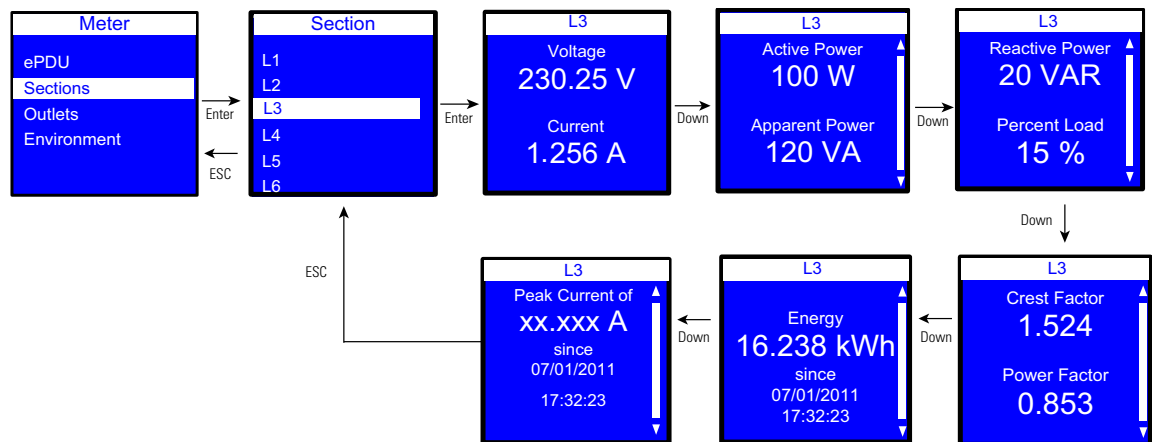 Meter
ePDU
Sections
Outlets
Environment
Enter
ESC
Section
L1
L2
L3
L4
L5
L6
Enter
L3
Voltage
230.25 V
Current
1.256 A
Down
L3
Active Power
100 W
Apparent Power
120 VA
Down
L3
Reactive Power
20 VAR
Percent Load
15 %
Down
L3
Crest Factor
1.524
Power Factor
0.853
Down
L3
Energy
16.238 kWh
since
07/01/2011
17:32:23
Down
L3
Peak Current of
xx.xxx A
since
07/01/2011
17:32:23
ESC